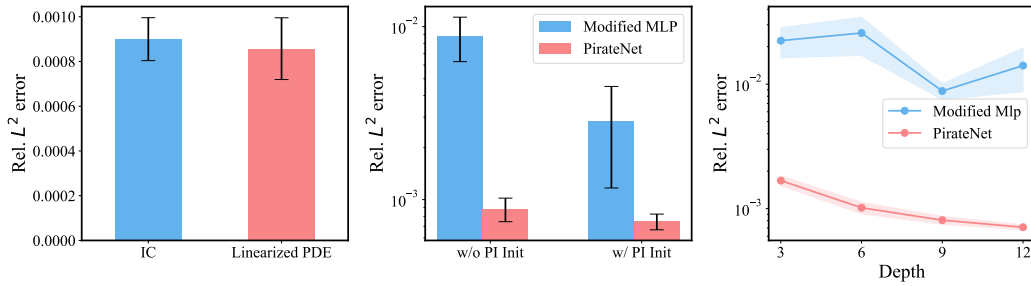 Rel. L² error
0.0010
0.0008
0.0006
0.0004
0.0002
0.0000
IC
Linearized PDE
Rel. L² error
10⁻²
10⁻³
Modified MLP
PirateNet
w/o PI Init
w/ PI Init
Rel. L² error
10⁻²
10⁻³
Modified Mlp
PirateNet
3
6
9
12
Depth